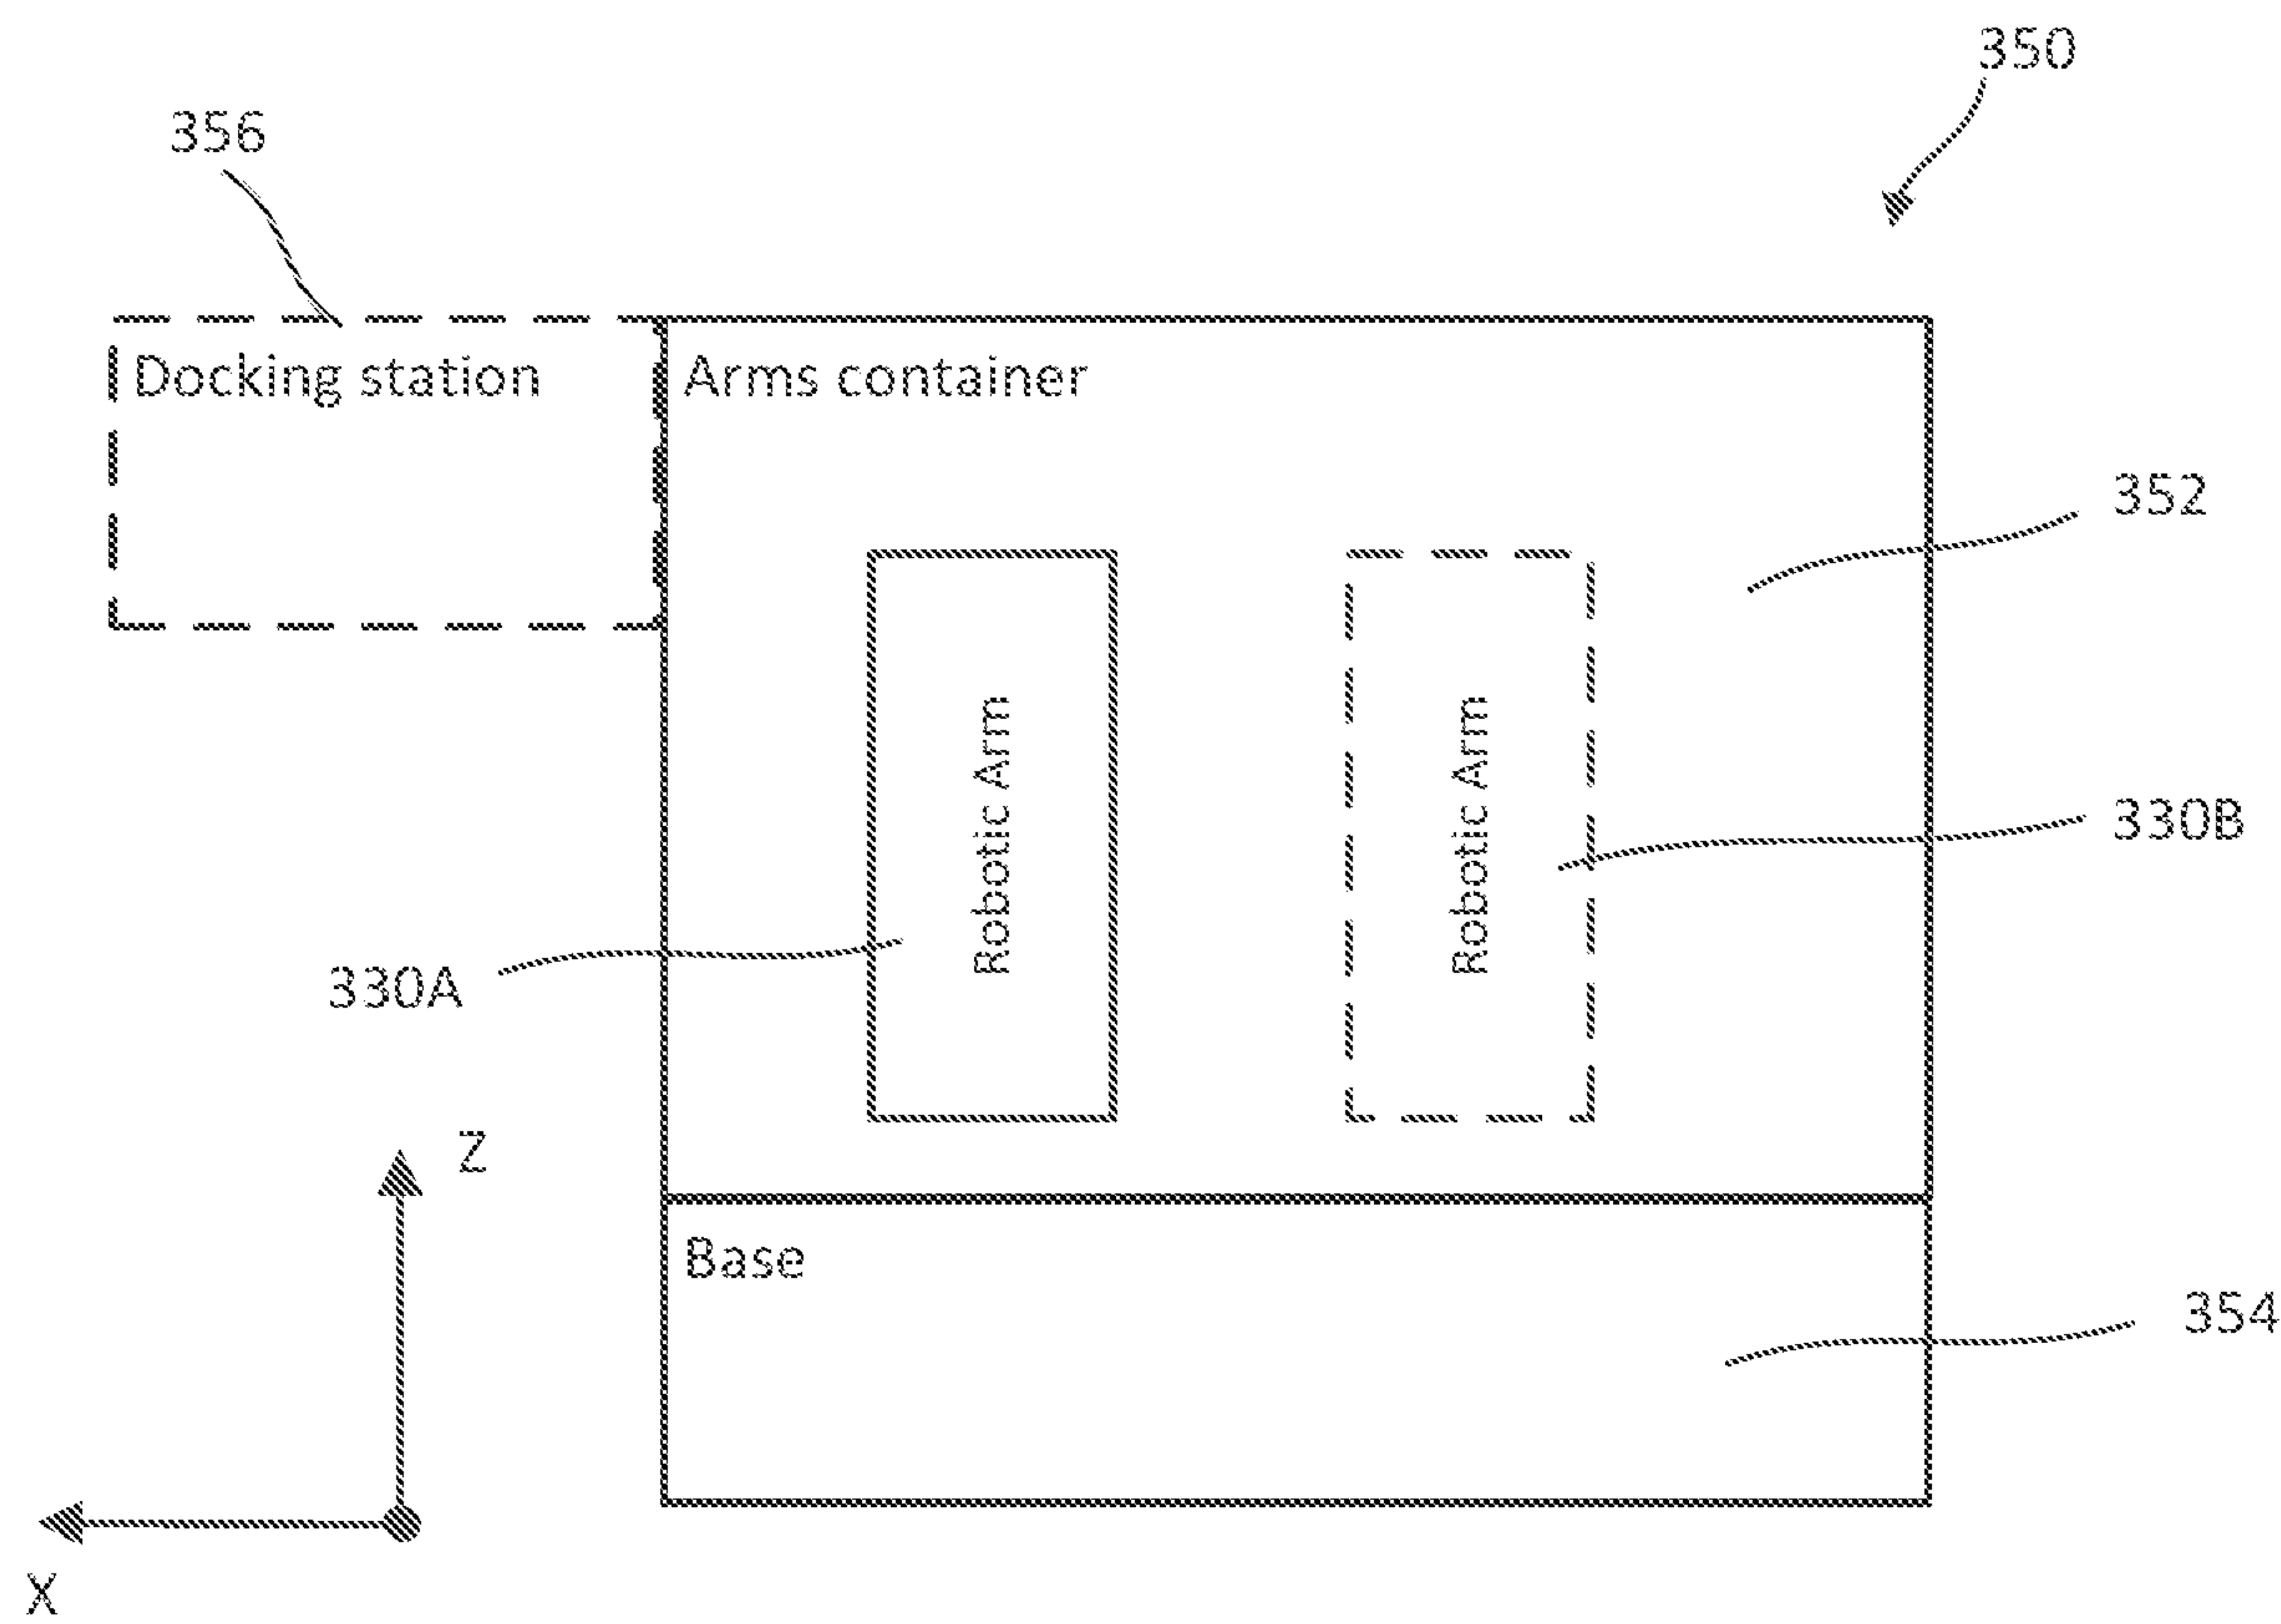 350
356
Docking station
Arms container
352
Robotic Arm
Robotic Arm
330B
330A
Z
Base
354
X